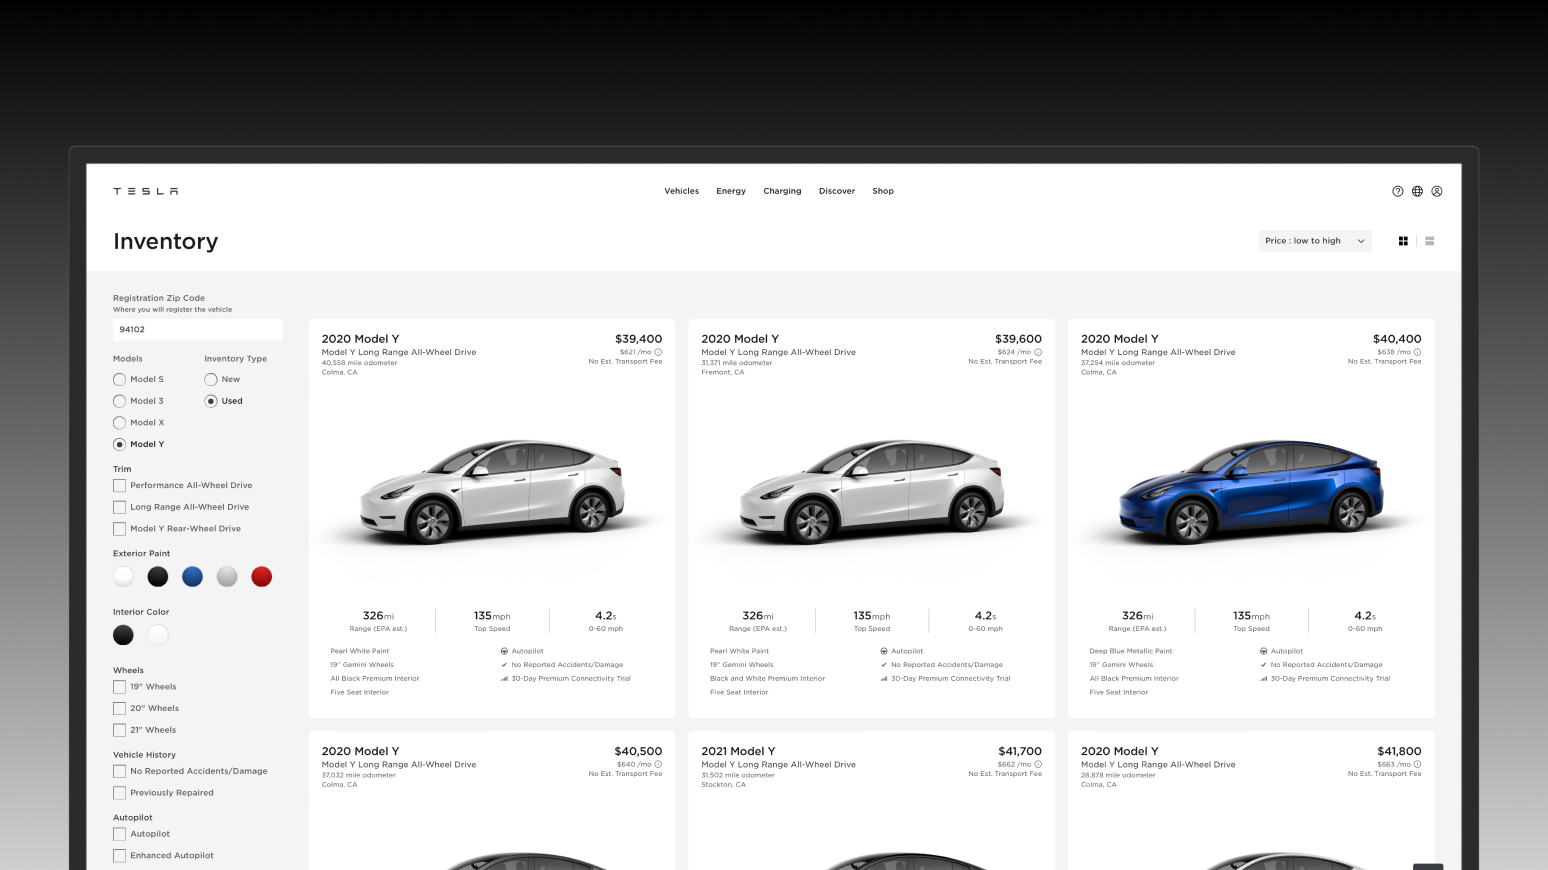 TESLA
Vehicles Energy Charging Discover Shop
Inventory
Price : low to high
Registration Zip Code
Where you will register the vehicle
94102
Models
Model S
Model 3
Model X
Model Y
Inventory Type
New
Used
Trim
Performance All-Wheel Drive
Long Range All-Wheel Drive
Model Y Rear-Wheel Drive
Exterior Paint
Interior Color
Wheels
19" Wheels
20" Wheels
21" Wheels
Vehicle History
No Reported Accidents/Damage
Previously Repaired
Autopilot
Autopilot
Enhanced Autopilot
2020 Model Y
$39,400
Model Y Long Range All-Wheel Drive
$621 /mo
40,558 mile odometer
No Est. Transport Fee
Colma, CA
326mi
Range (EPA est.)
135mph
Top Speed
4.2s
0-60 mph
Pearl White Paint
19" Gemini Wheels
All Black Premium Interior
Five Seat Interior
Autopilot
No Reported Accidents/Damage
30-Day Premium Connectivity Trial
2020 Model Y
$39,600
Model Y Long Range All-Wheel Drive
$624 /mo
31,371 mile odometer
No Est. Transport Fee
Fremont, CA
326mi
Range (EPA est.)
135mph
Top Speed
4.2s
0-60 mph
Pearl White Paint
19" Gemini Wheels
Black and White Premium Interior
Five Seat Interior
Autopilot
No Reported Accidents/Damage
30-Day Premium Connectivity Trial
2020 Model Y
$40,400
Model Y Long Range All-Wheel Drive
$638 /mo
37,254 mile odometer
No Est. Transport Fee
Colma, CA
326mi
Range (EPA est.)
135mph
Top Speed
4.2s
0-60 mph
Deep Blue Metallic Paint
19" Gemini Wheels
All Black Premium Interior
Five Seat Interior
Autopilot
No Reported Accidents/Damage
30-Day Premium Connectivity Trial
2020 Model Y
$40,500
Model Y Long Range All-Wheel Drive
$640 /mo
37,032 mile odometer
No Est. Transport Fee
Colma, CA
2021 Model Y
$41,700
Model Y Long Range All-Wheel Drive
$662 /mo
31,502 mile odometer
No Est. Transport Fee
Stockton, CA
2020 Model Y
$41,800
Model Y Long Range All-Wheel Drive
$663 /mo
28,878 mile odometer
No Est. Transport Fee
Colma, CA